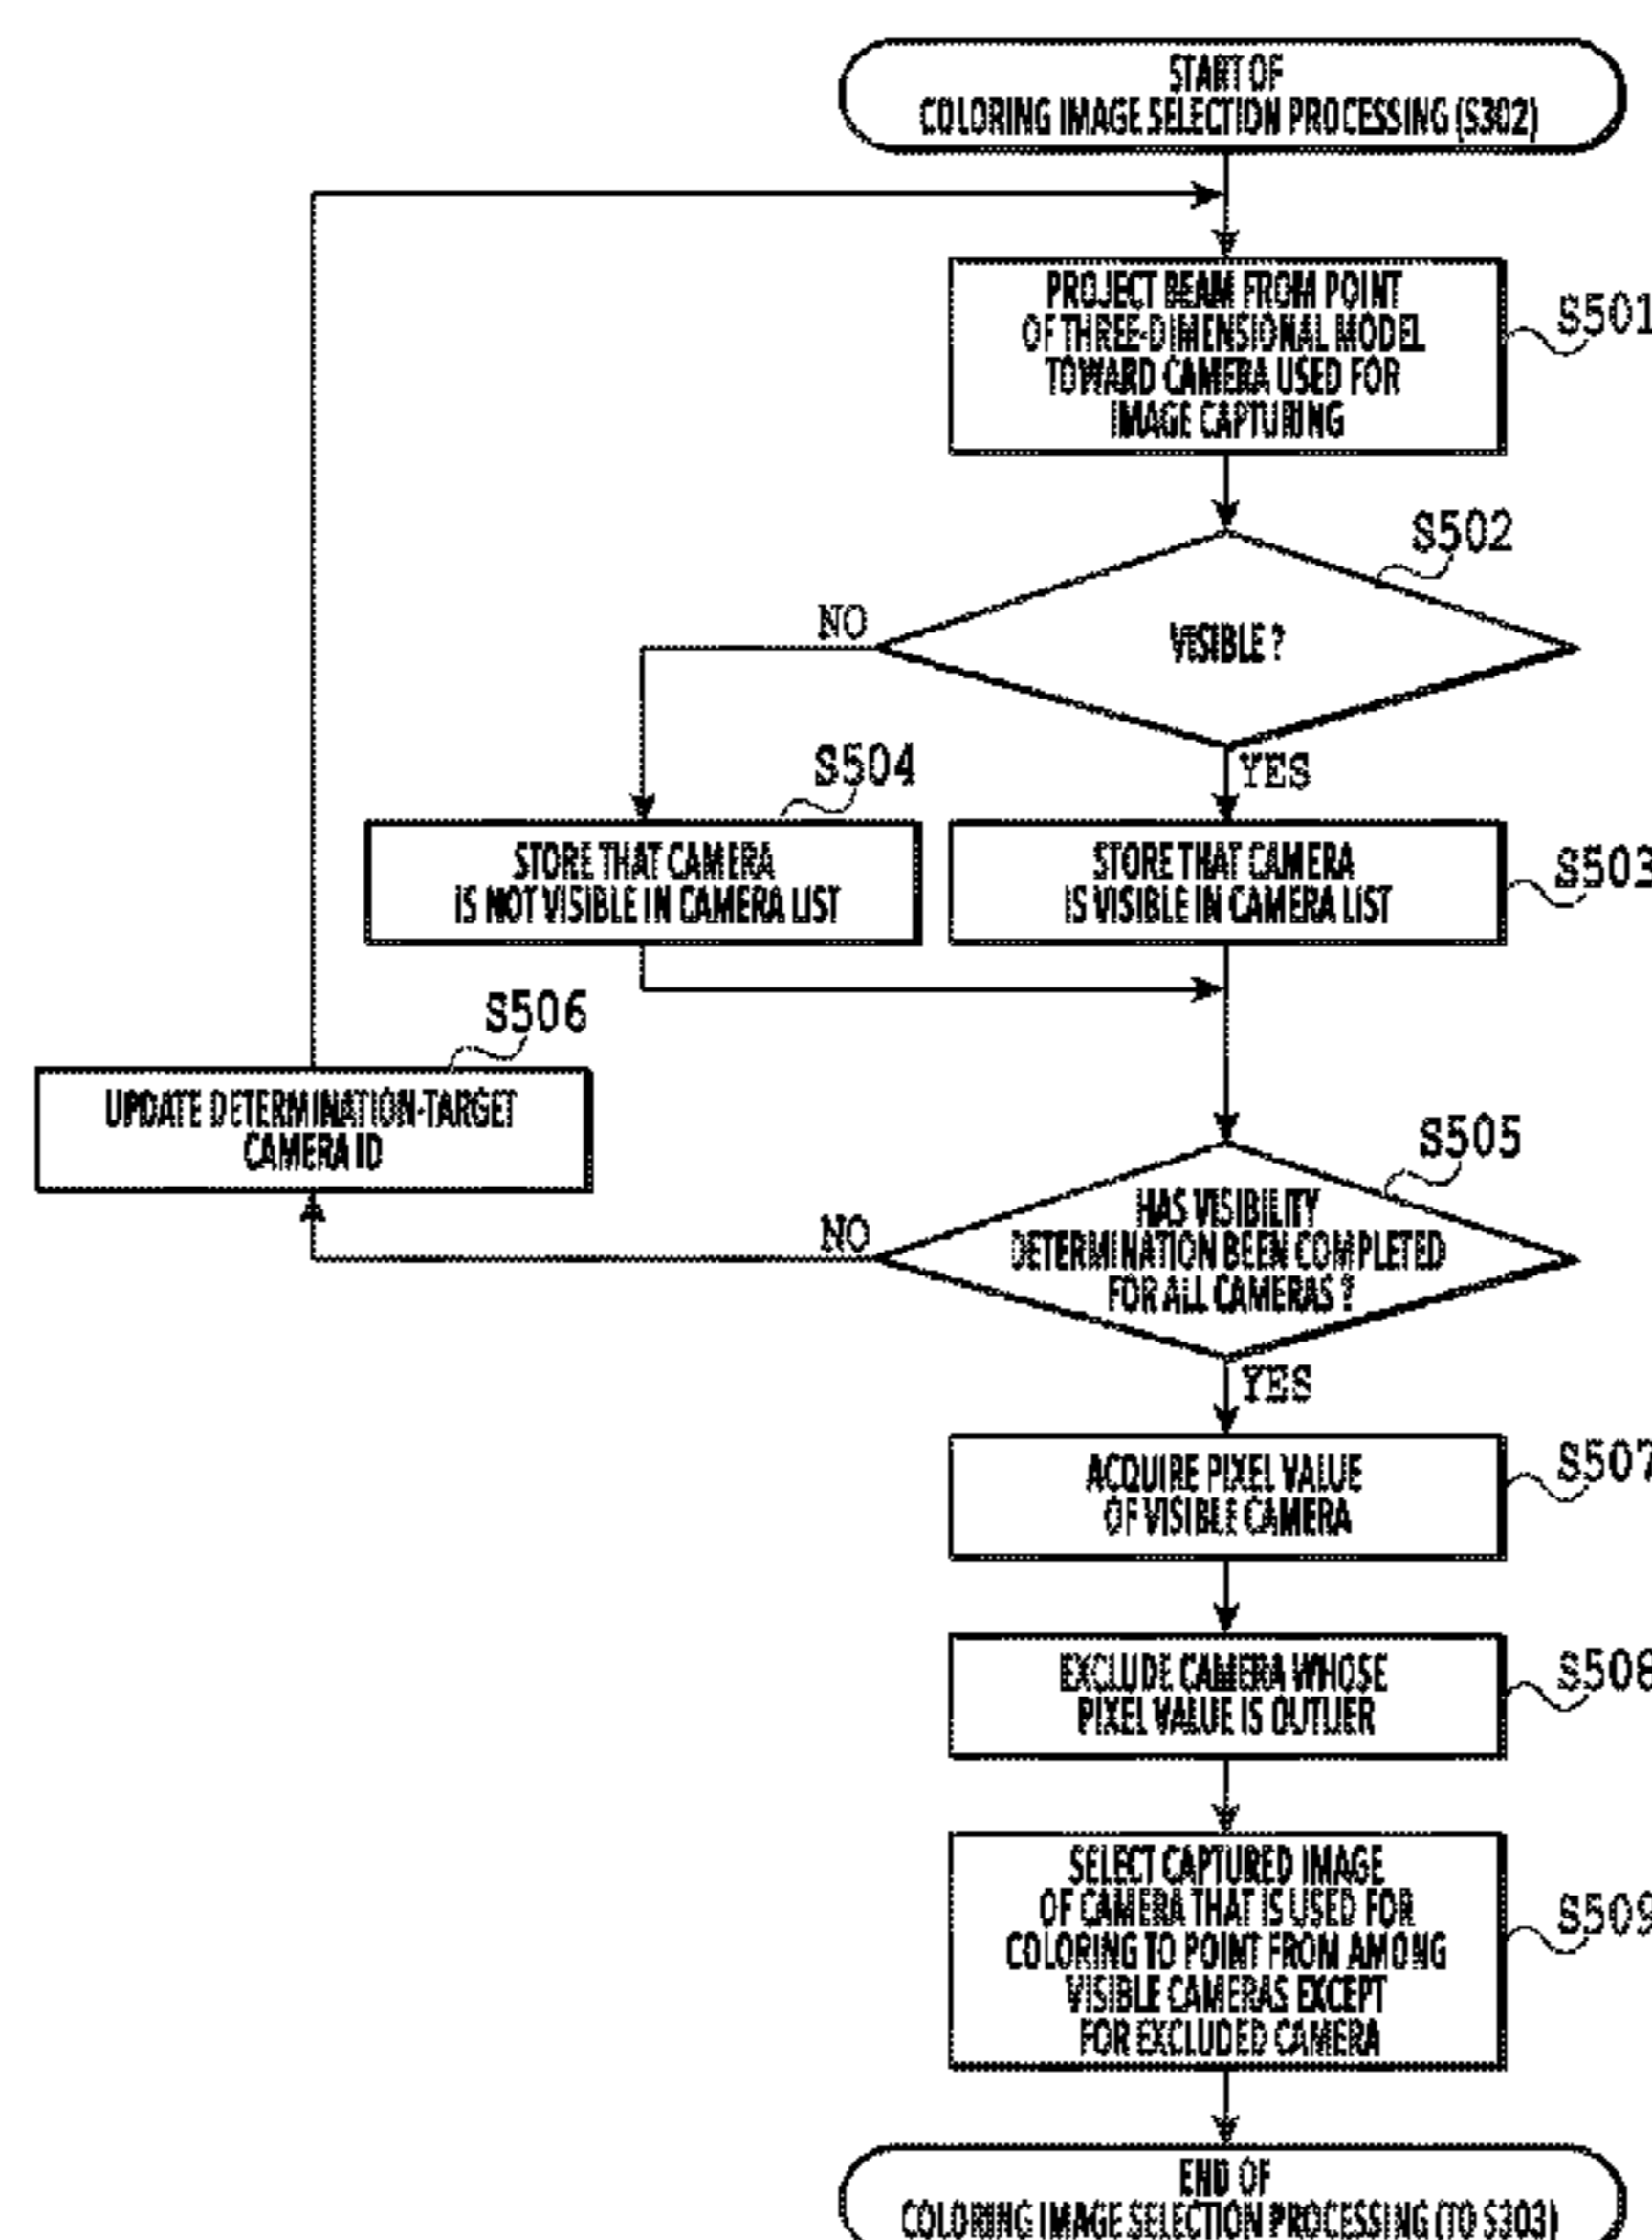 START OF
COLORING IMAGE SELECTION PROCESSING (S302)
PROJECT BEAM FROM POINT
OF THREE-DIMENSIONAL MODEL
TOWARD CAMERA USED FOR
IMAGE CAPTURING
S501
S502
VISIBLE ?
NO
YES
S504
STORE THAT CAMERA
IS NOT VISIBLE IN CAMERA LIST
STORE THAT CAMERA
IS VISIBLE IN CAMERA LIST
S503
S506
UPDATE DETERMINATION-TARGET
CAMERA ID
S505
HAS VISIBILITY
DETERMINATION BEEN COMPLETED
FOR ALL CAMERAS ?
NO
YES
ACQUIRE PIXEL VALUE
OF VISIBLE CAMERA
S507
EXCLUDE CAMERA WHOSE
PIXEL VALUE IS OUTLIER
S508
SELECT CAPTURED IMAGE
OF CAMERA THAT IS USED FOR
COLORING TO POINT FROM AMONG
VISIBLE CAMERAS EXCEPT
FOR EXCLUDED CAMERA
S509
END OF
COLORING IMAGE SELECTION PROCESSING (TO S303)